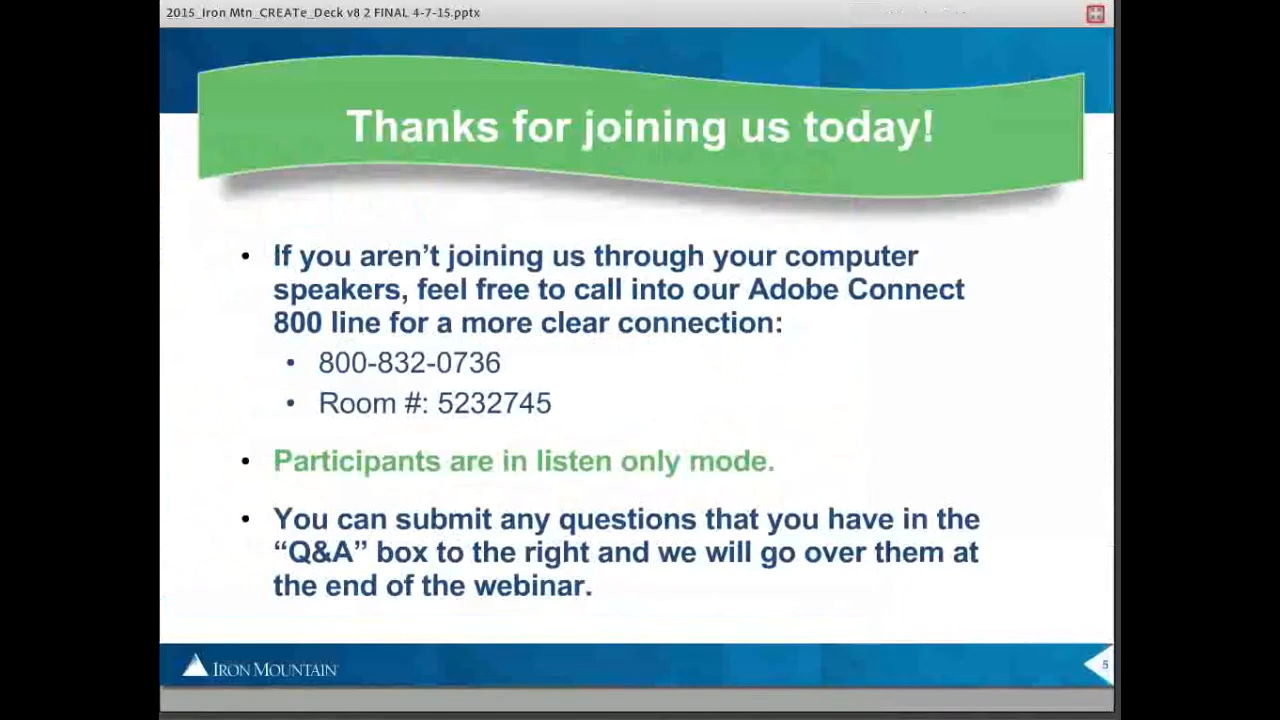 2015_Iron Mtn_CREATe_Deck v8 2 FINAL 4-7-15.pptx
Thanks for joining us today!
• If you aren’t joining us through your computer
speakers, feel free to call into our Adobe Connect
800 line for a more clear connection:
• 800-832-0736
• Room #: 5232745
• Participants are in listen only mode.
• You can submit any questions that you have in the
“Q&A” box to the right and we will go over them at
the end of the webinar.
IRON MOUNTAIN
5